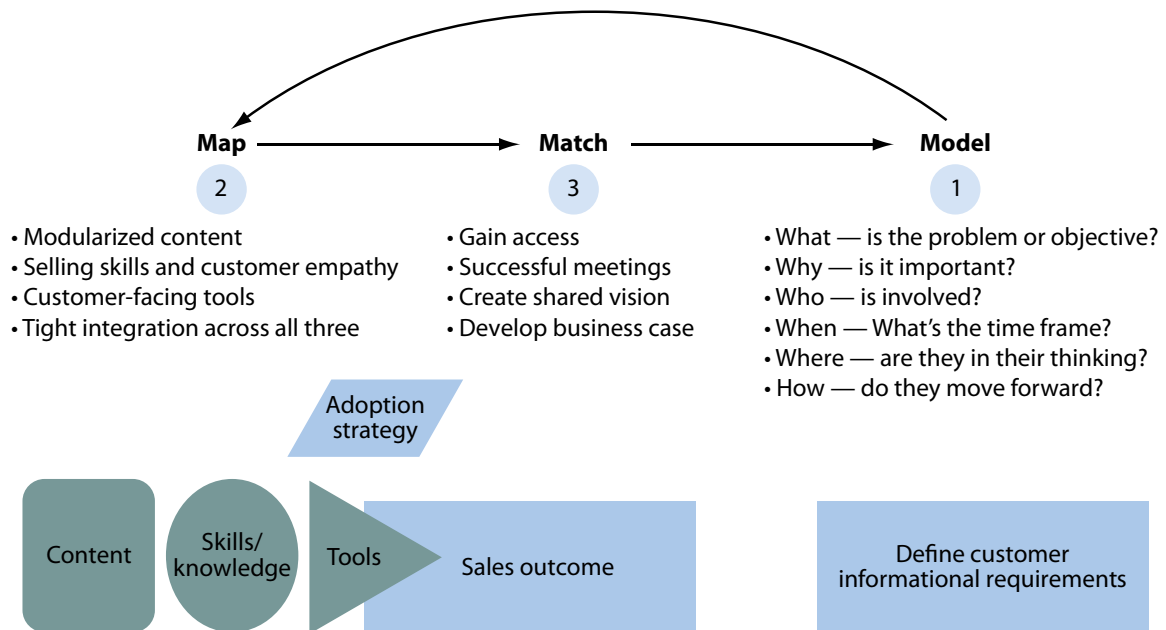 Map
2
• Modularized content
• Selling skills and customer empathy
• Customer-facing tools
• Tight integration across all three
Match
3
• Gain access
• Successful meetings
• Create shared vision
• Develop business case
Model
1
• What — is the problem or objective?
• Why — is it important?
• Who — is involved?
• When — What’s the time frame?
• Where — are they in their thinking?
• How — do they move forward?
Adoption
strategy
Content
Skills/
knowledge
Tools
Sales outcome
Define customer
informational requirements